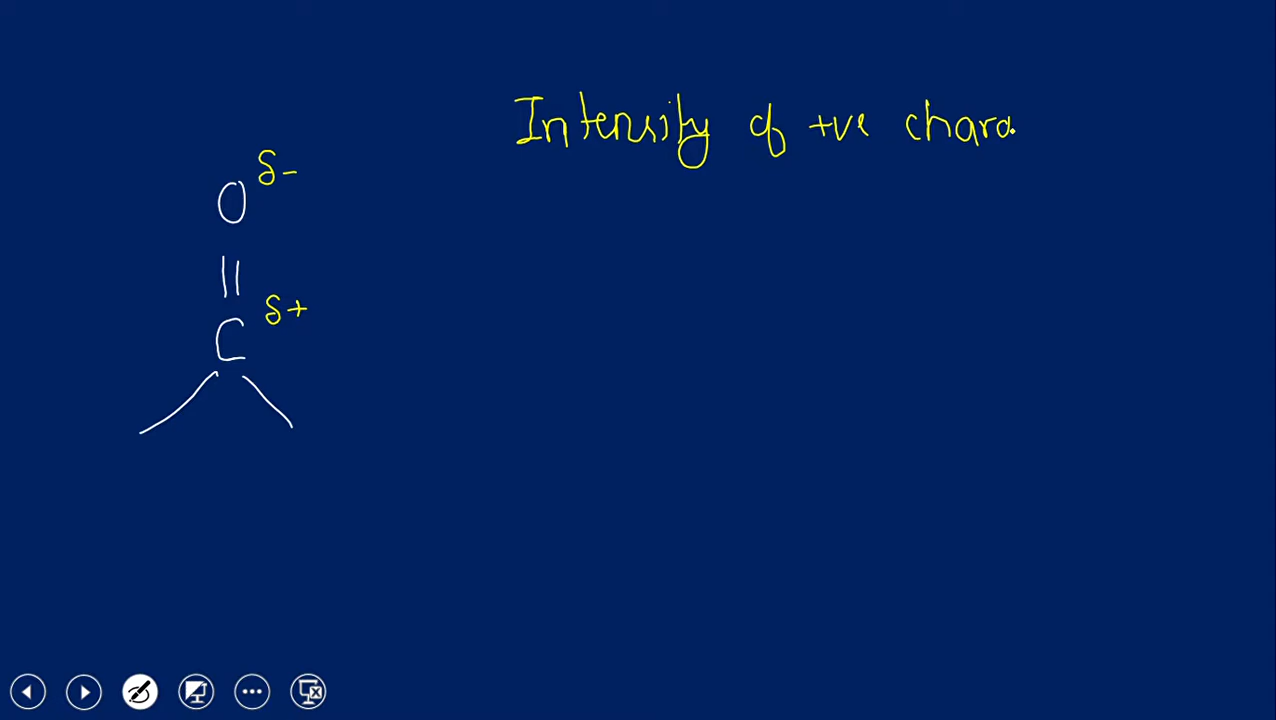 Intensity of +ve chara
δ-
O
||
C δ+